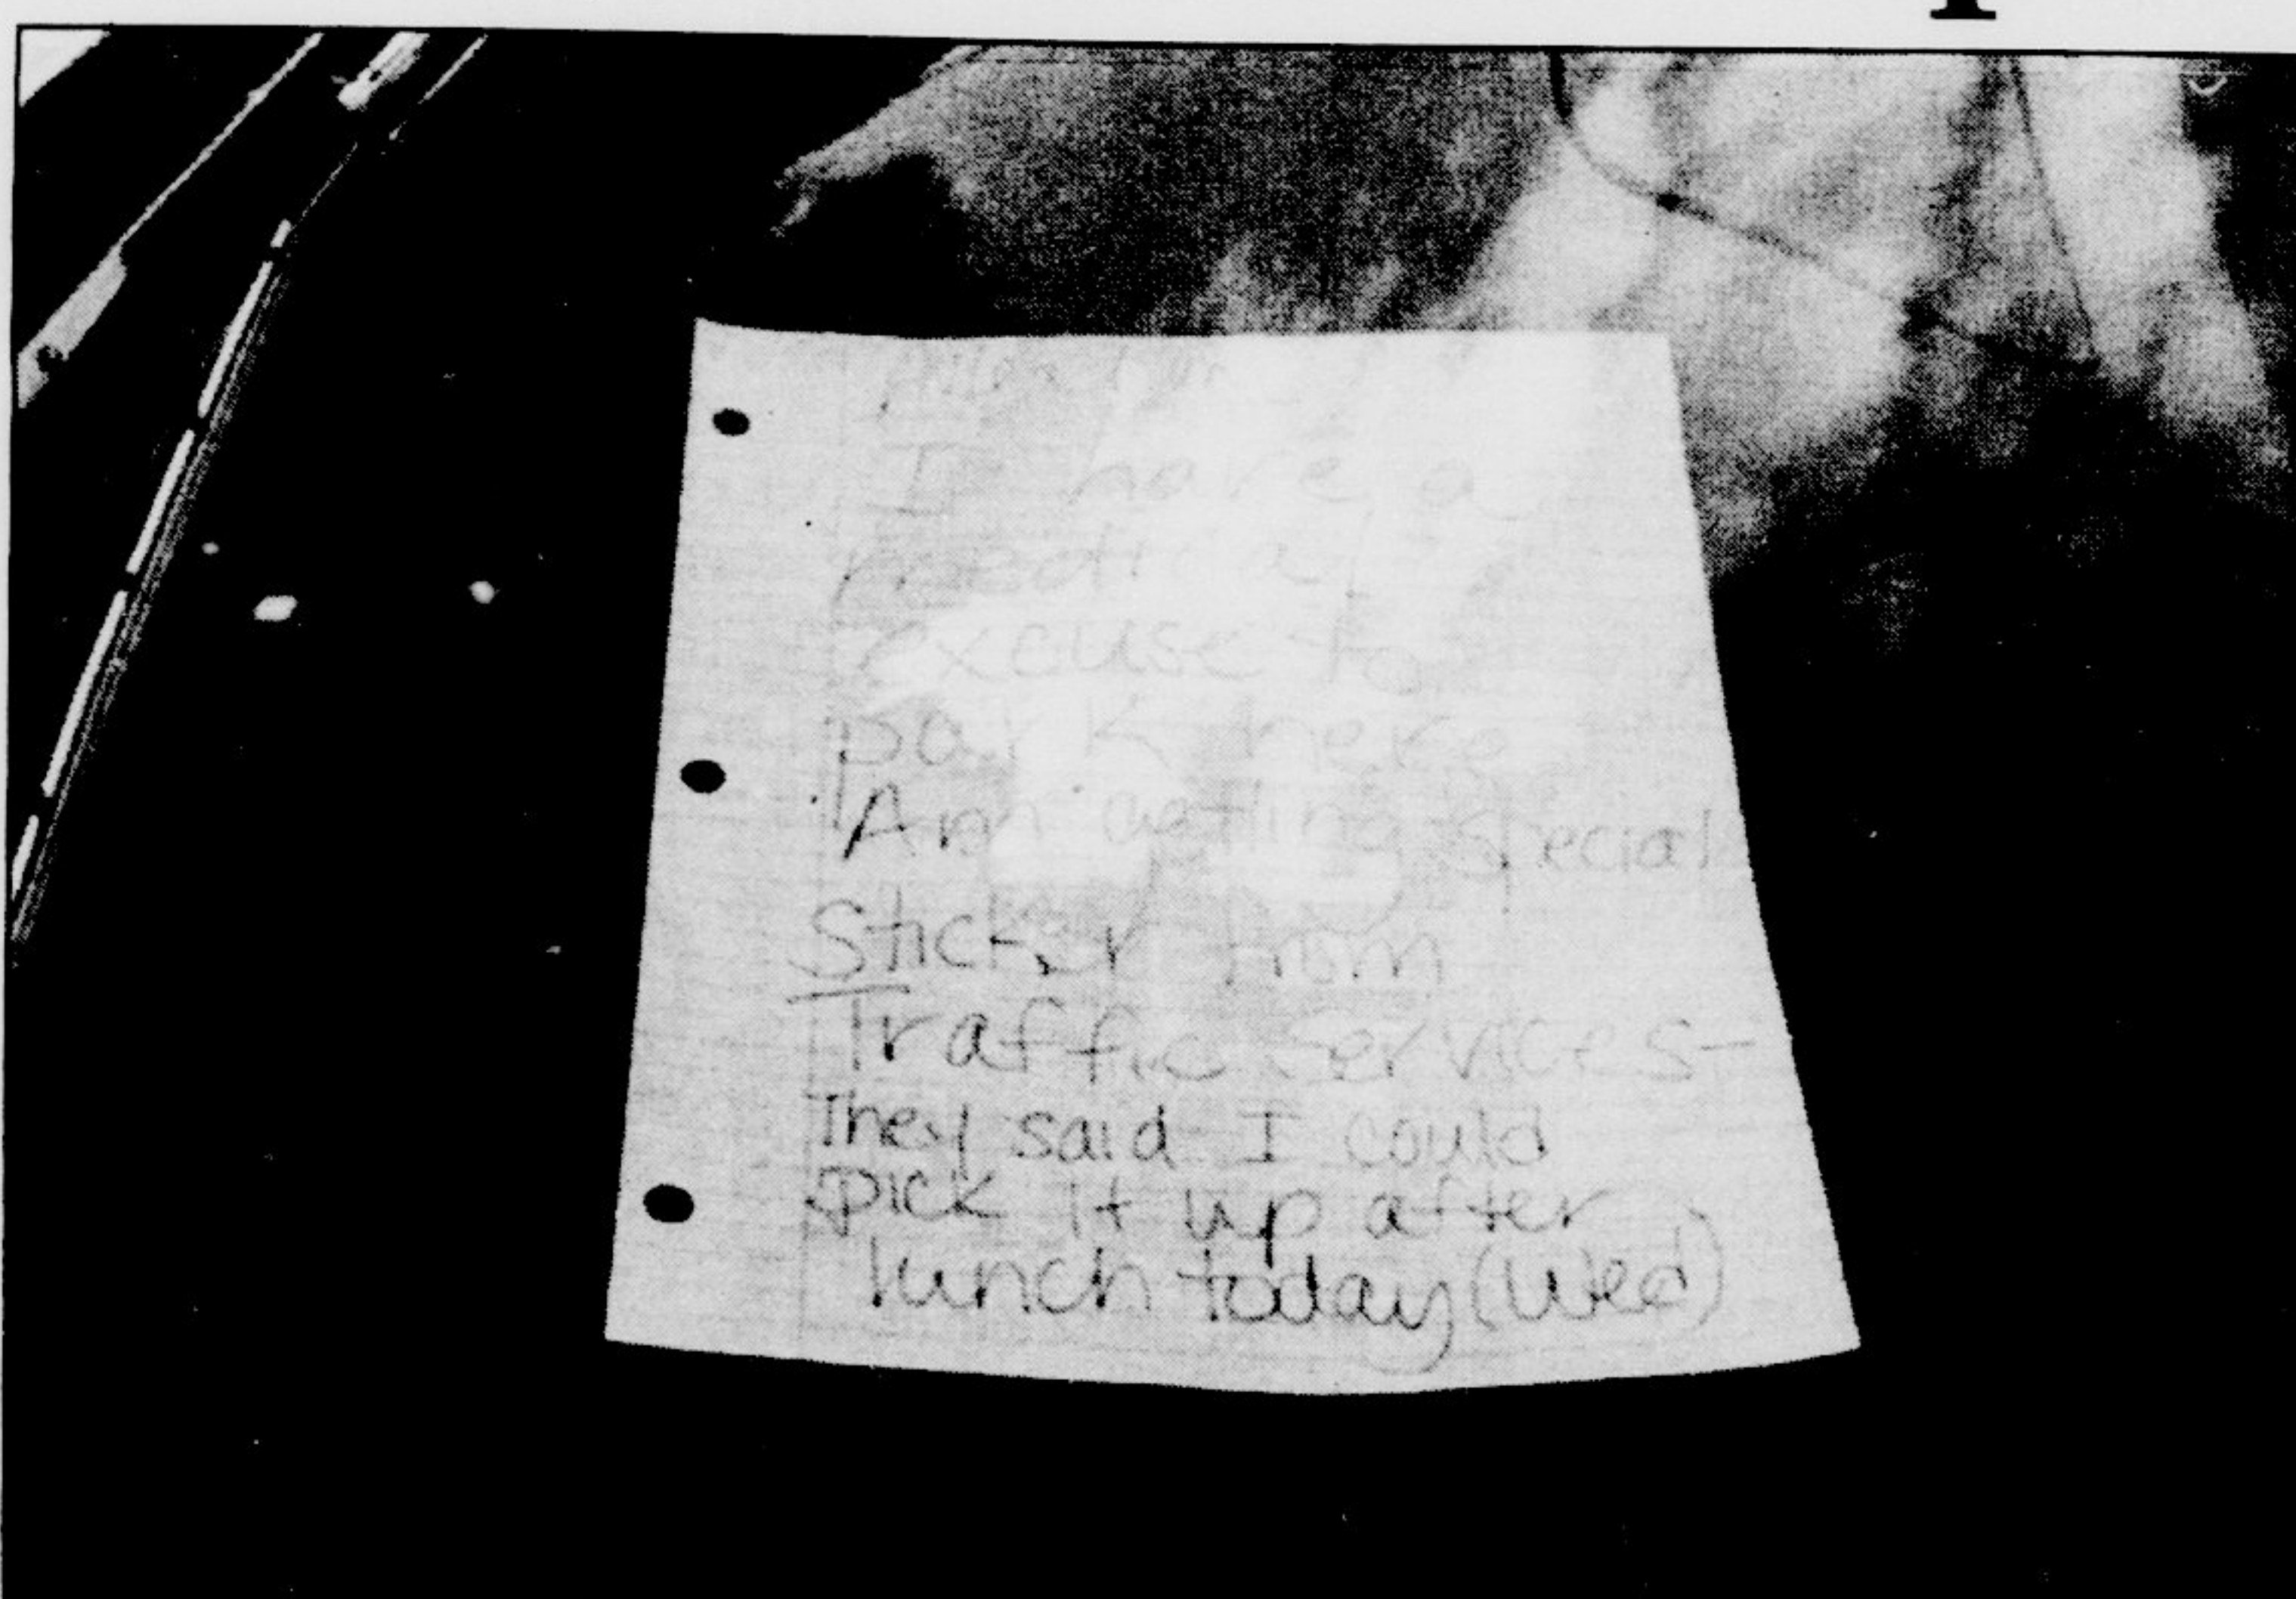 I have a
medical
excuse to
park here
Am getting special
Sticker from
Traffic Services-
They said I could
pick it up after
lunch today (Wed)